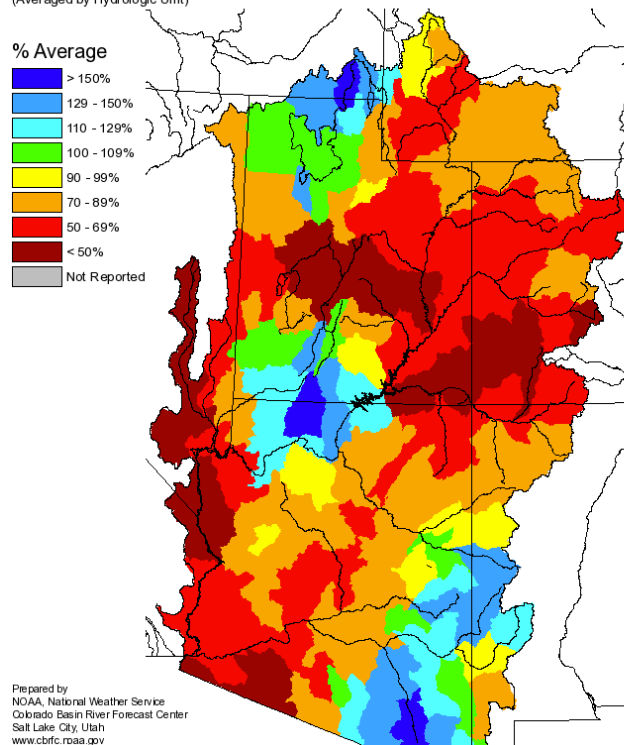 (Averaged by Hydrologic Unit)
% Average
> 150%
129 - 150%
110 - 129%
100 - 109%
90 - 99%
70 - 89%
50 - 69%
< 50%
Not Reported
Prepared by
NOAA, National Weather Service
Colorado Basin River Forecast Center
Salt Lake City, Utah
www.cbrfc.noaa.gov